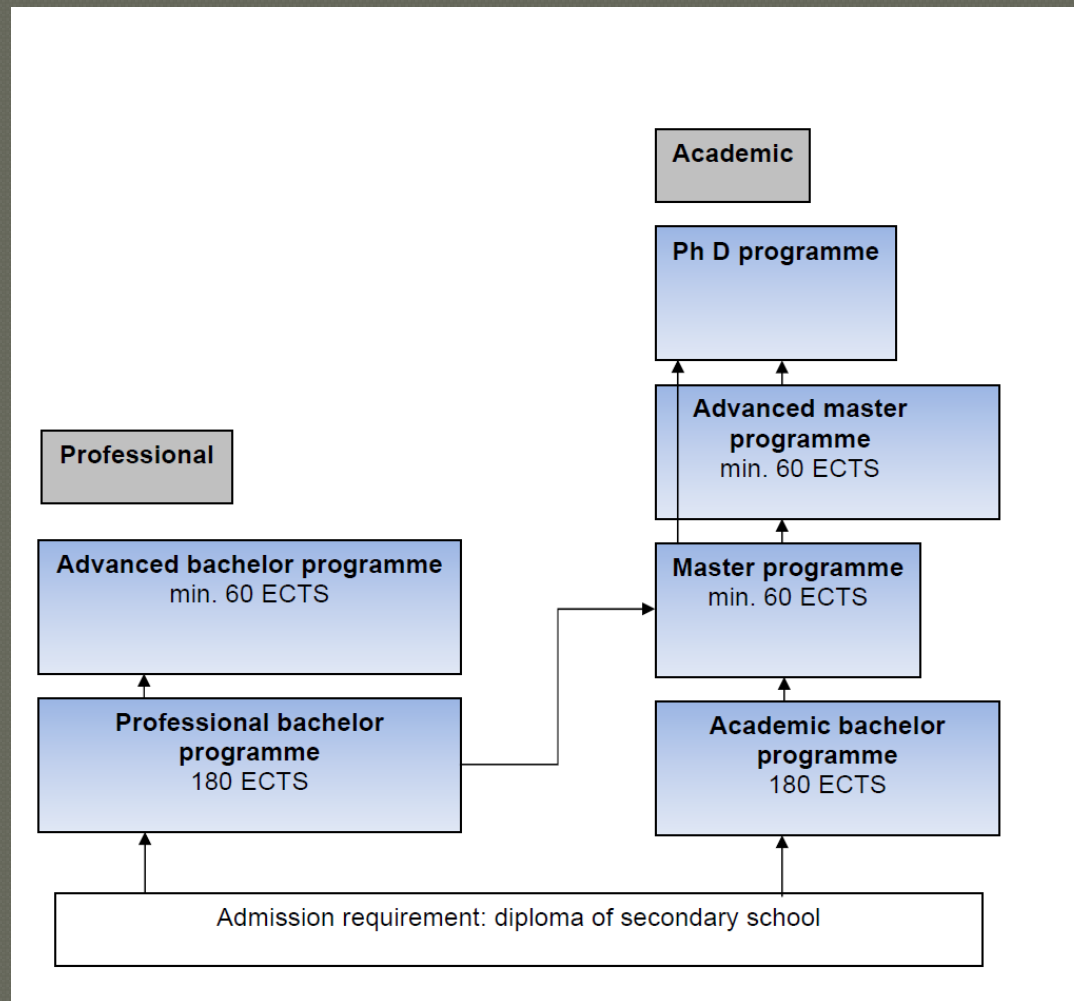 Academic
Ph D programme
Advanced master
programme
min. 60 ECTS
Professional
Advanced bachelor programme
min. 60 ECTS
Master programme
min. 60 ECTS
Professional bachelor
programme
180 ECTS
Academic bachelor
programme
180 ECTS
Admission requirement: diploma of secondary school